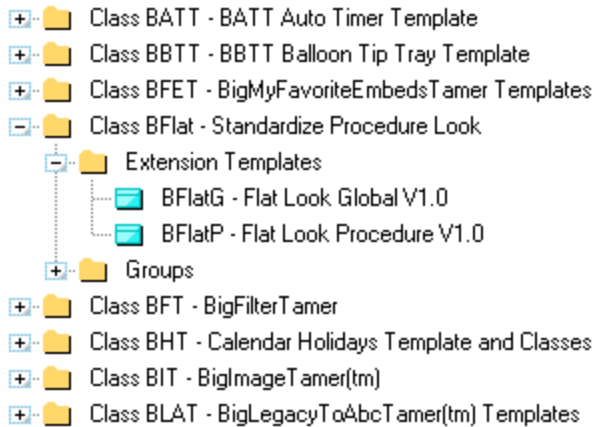 Class BATT - BATT Auto Timer Template
Class BBTT - BBTT Balloon Tip Tray Template
Class BFET - BigMyFavoriteEmbedsTamer Templates
Class BFlat - Standardize Procedure Look
Extension Templates
BFlatG - Flat Look Global V1.0
BFlatP - Flat Look Procedure V1.0
Groups
Class BFT - BigFilterTamer
Class BHT - Calendar Holidays Template and Classes
Class BIT - BigImageTamer(tm)
Class BLAT - BigLegacyToAbcTamer(tm) Templates